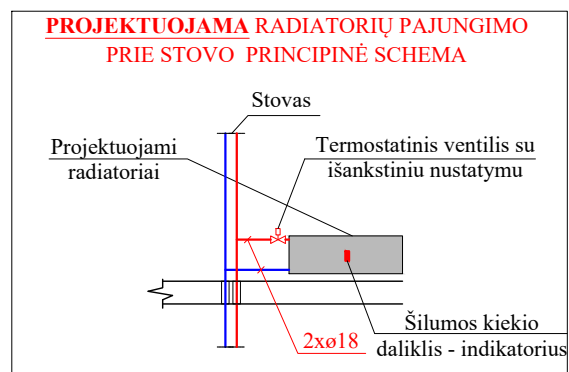 PROJEKTUOJAMA RADIATORIŲ PAJUNGIMO
PRIE STOVO PRINCIPINĖ SCHEMA
Stovas
Projektuojami
radiatoriai
Termostatinis ventilis su
išankstiniu nustatymu
2xø18
Šilumos kiekio
daliklis - indikatorius